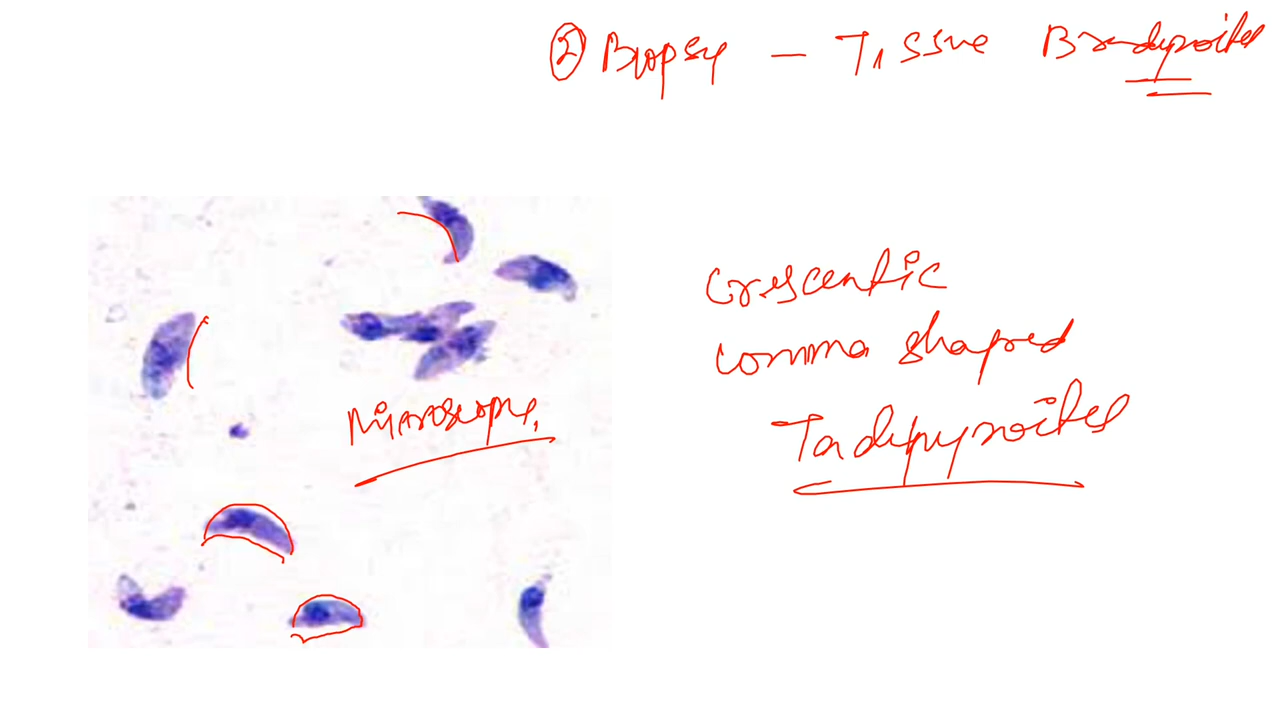 ② Biopsy - Tissue Bradyzoites
Microscope.
crescentic
comma shaped
Tachyzoites